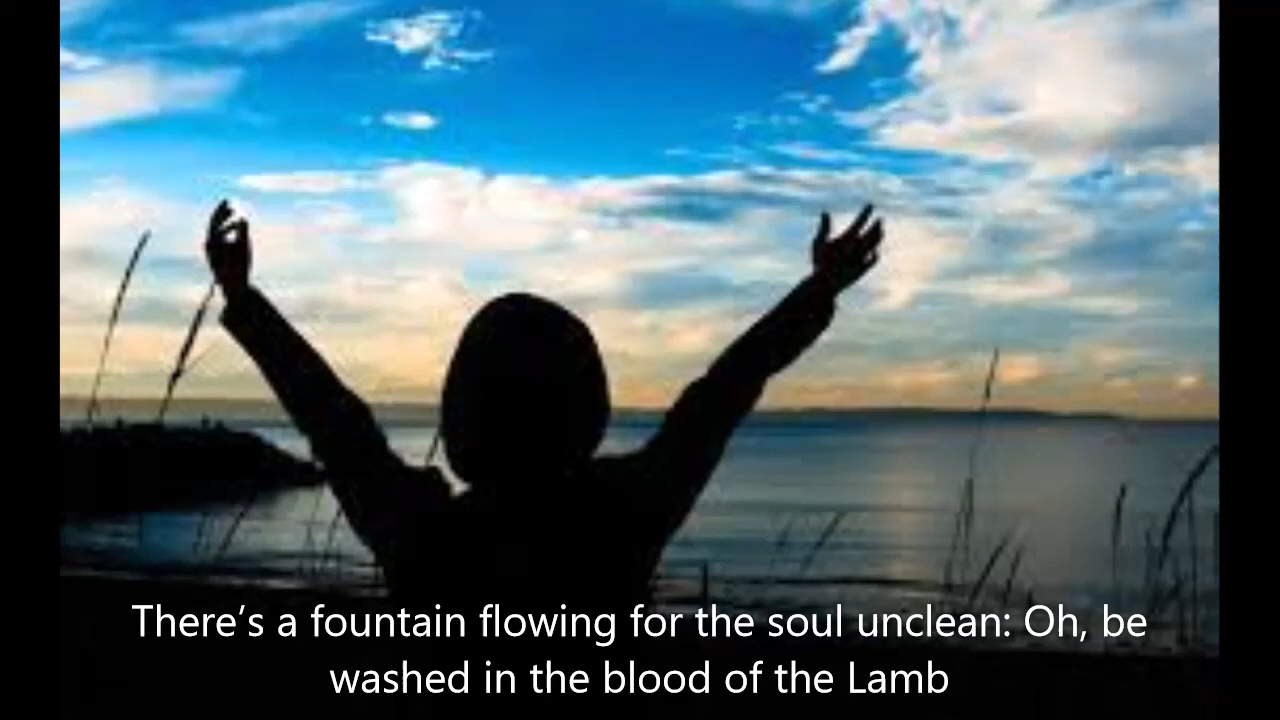 There’s a fountain flowing for the soul unclean: Oh, be
washed in the blood of the Lamb